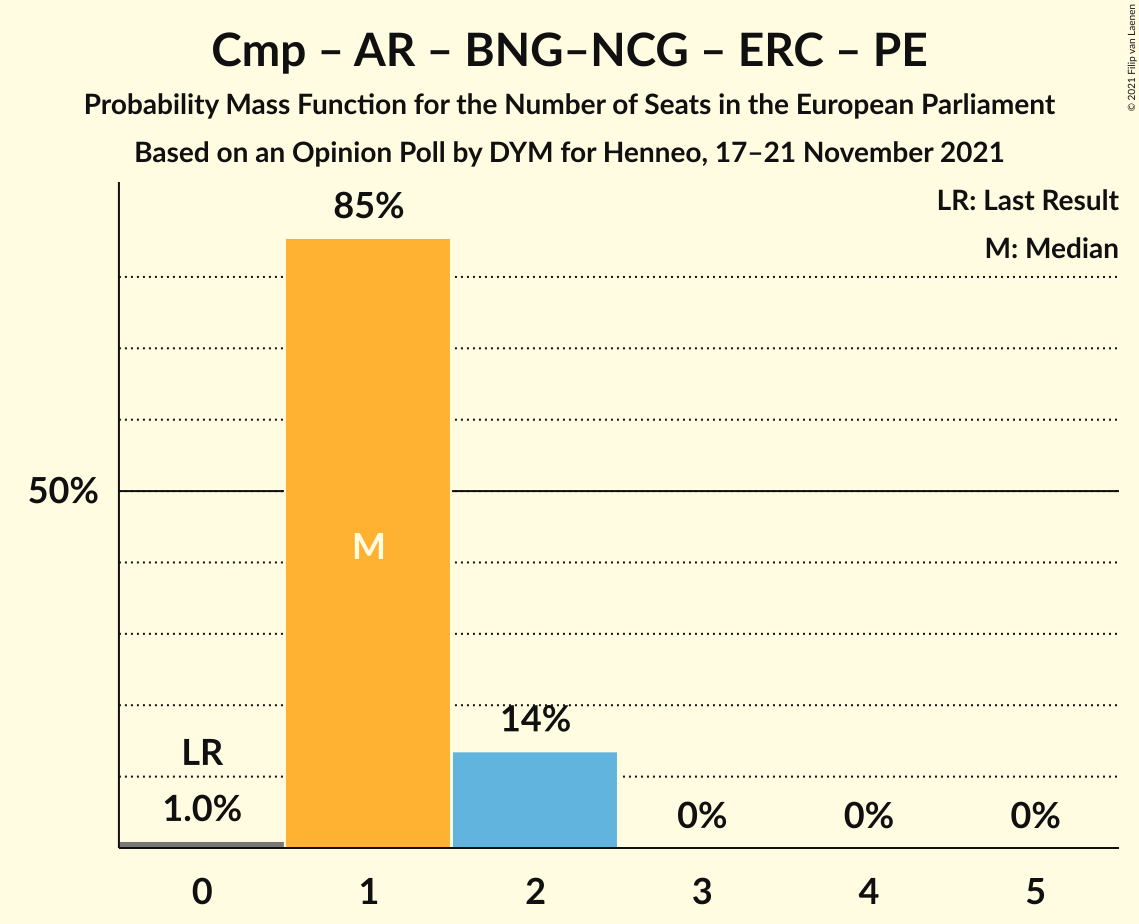 Cmp – AR – BNG–NCG – ERC – PE
Probability Mass Function for the Number of Seats in the European Parliament
Based on an Opinion Poll by DYM for Henneo, 17–21 November 2021
© 2021 Filip van Laenen
LR: Last Result
M: Median
85%
50%
M
14%
LR
1.0%
0%
0%
0%
0
1
2
3
4
5